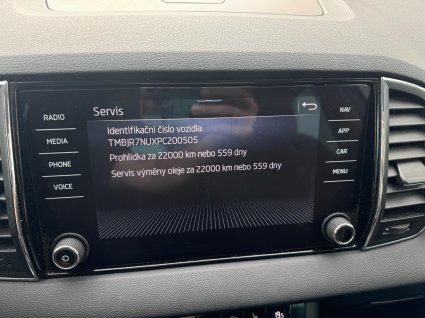 Servis
RADIO
MEDIA
PHONE
VOICE
Identifikační číslo vozidla:
TMBJR7NUXPC200505
Prohlídka za 22000 km nebo 559 dny
Servis výměny oleje za 22000 km nebo 559 dny
NAV
APP
CAR
MENU